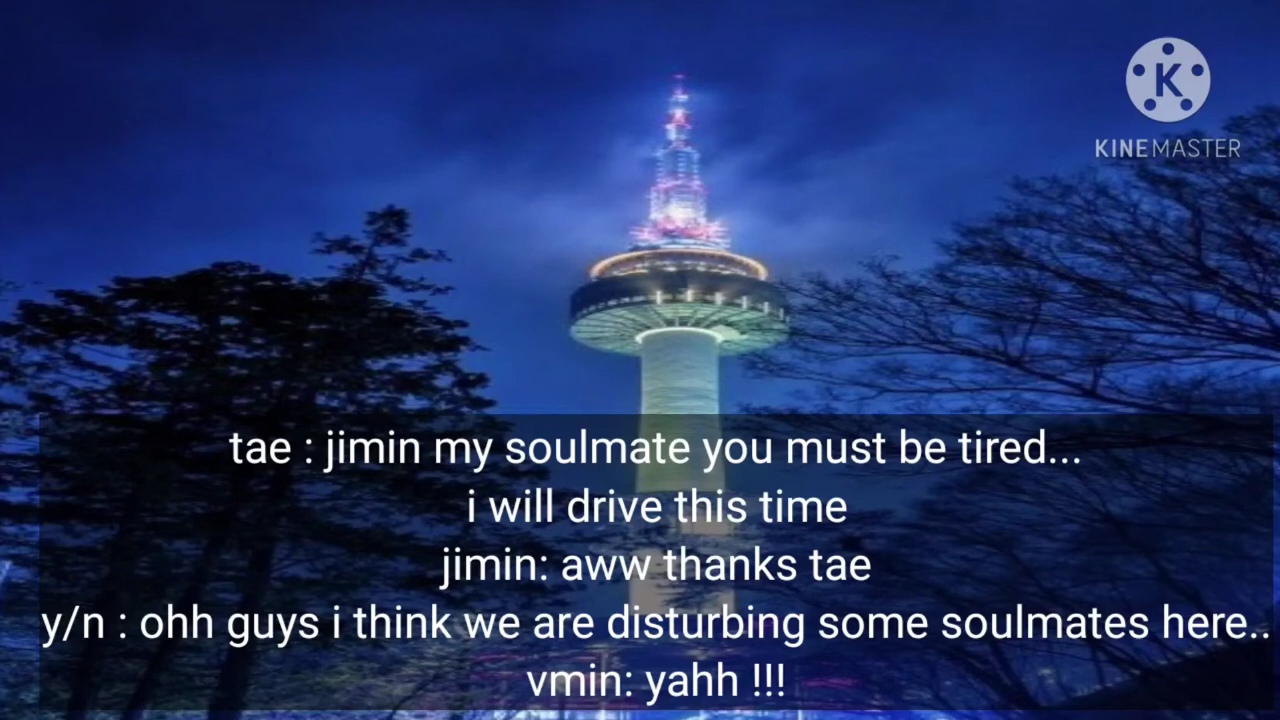 K
KINEMASTER
tae : jimin my soulmate you must be tired...
i will drive this time
jimin: aww thanks tae
y/n : ohh guys i think we are disturbing some soulmates here..
vmin: yahh !!!